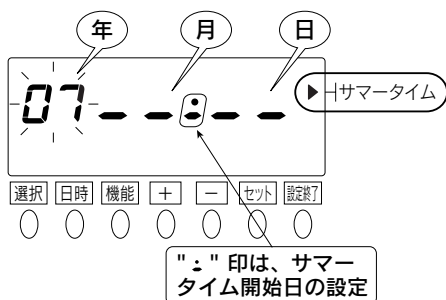 年 月 日
07-- --
サマータイム
選択 日時 機能 + − セット 設定終了
":." 印は、サマー
タイム開始日の設定